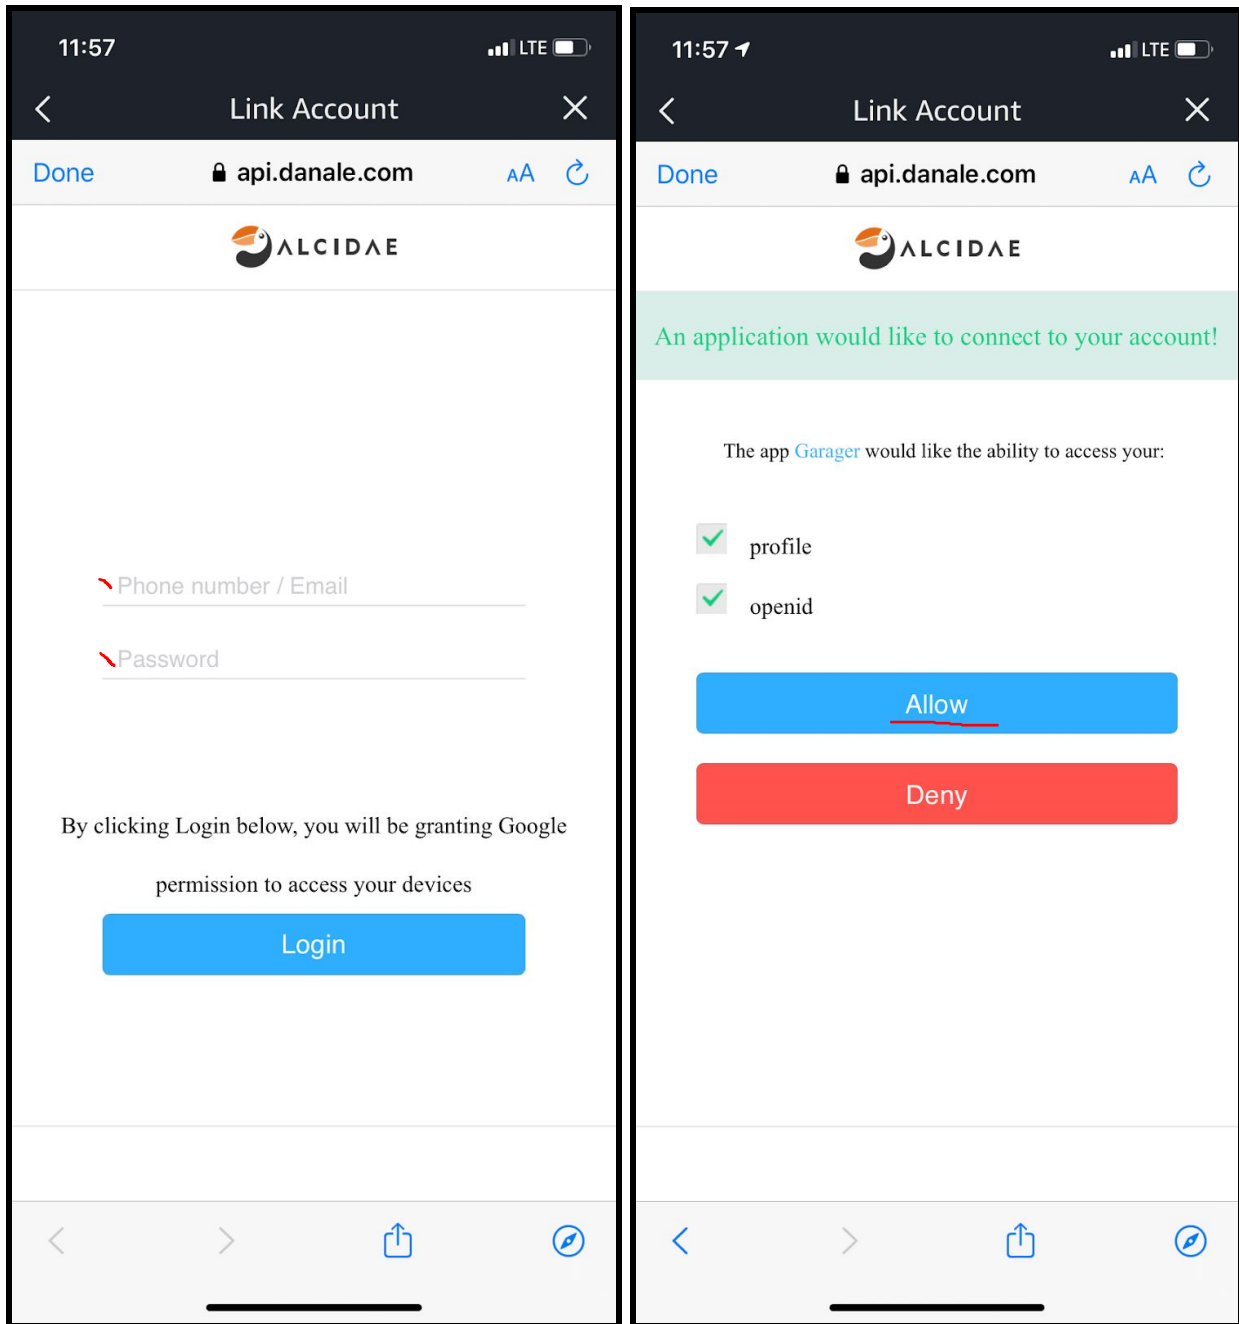 11:57
LTE
Link Account
Done
api.danale.com
AA
ALCIDAE
Phone number / Email
Password
By clicking Login below, you will be granting Google
permission to access your devices
Login
11:57
LTE
Link Account
Done
api.danale.com
AA
ALCIDAE
An application would like to connect to your account!
The app Garager would like the ability to access your:
profile
openid
Allow
Deny